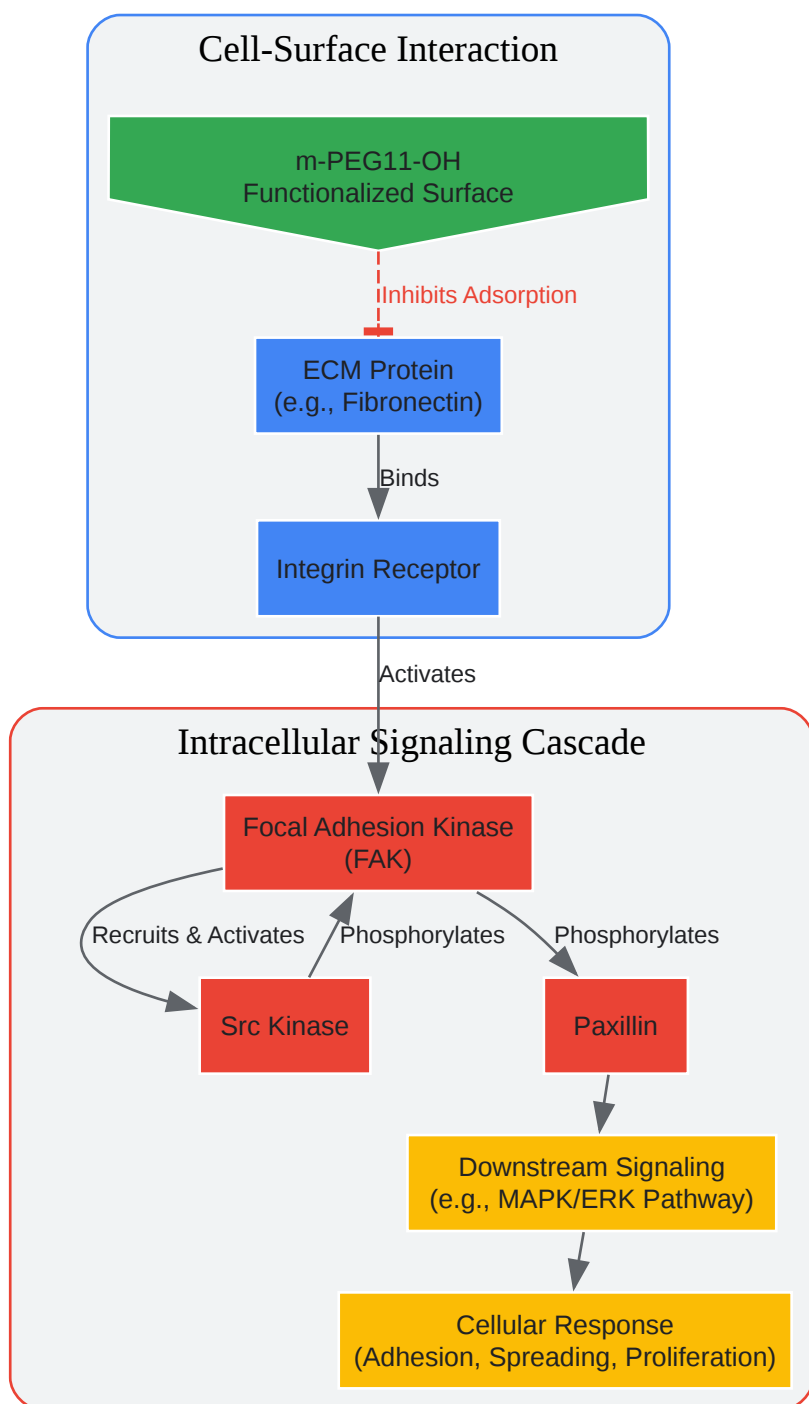 Cell-Surface Interaction
m-PEG11-OH
Functionalized Surface
Inhibits Adsorption
ECM Protein
(e.g., Fibronectin)
Binds
Integrin Receptor
Activates
Intracellular Signaling Cascade
Focal Adhesion Kinase
(FAK)
Recruits & Activates
Phosphorylates
Phosphorylates
Src Kinase
Paxillin
Downstream Signaling
(e.g., MAPK/ERK Pathway)
Cellular Response
(Adhesion, Spreading, Proliferation)